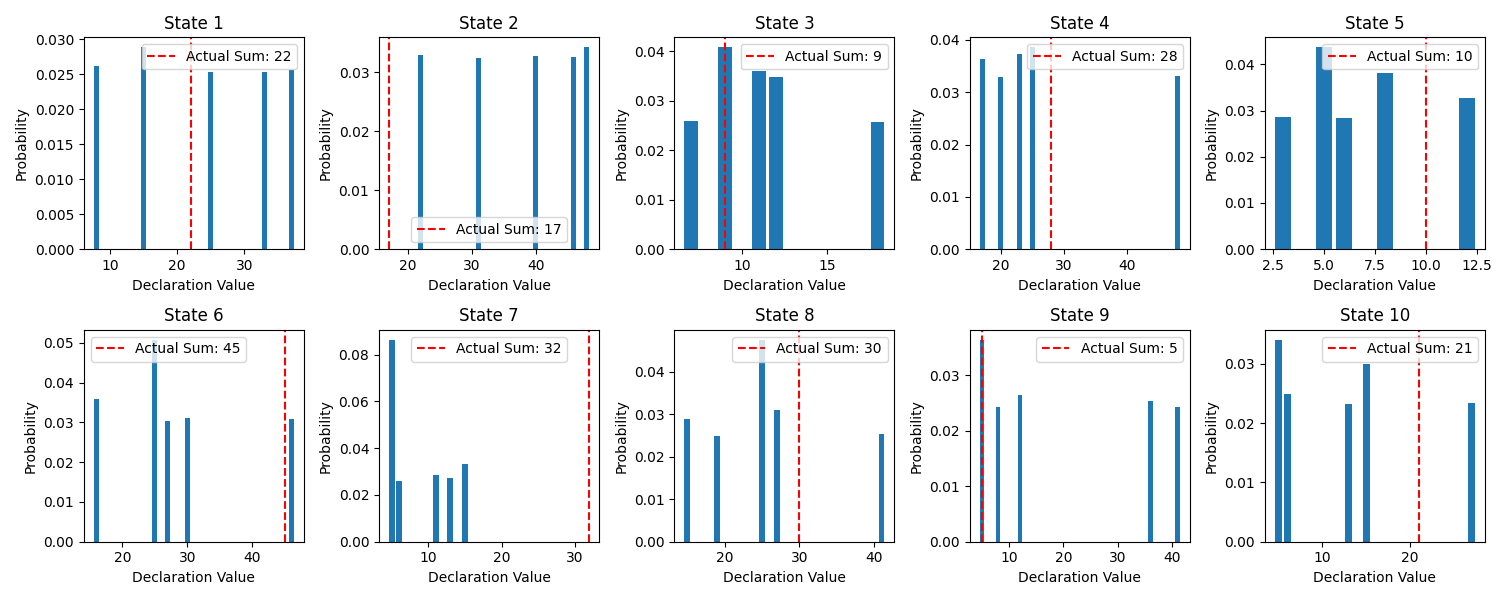 State 1
Probability
0.030
0.025
0.020
0.015
0.010
0.005
0.000
Actual Sum: 22
10
20
30
Declaration Value
State 2
Probability
0.03
0.02
0.01
0.00
Actual Sum: 17
20
30
40
Declaration Value
State 3
Probability
0.04
0.03
0.02
0.01
0.00
Actual Sum: 9
10
15
Declaration Value
State 4
Probability
0.04
0.03
0.02
0.01
0.00
Actual Sum: 28
20
30
40
Declaration Value
State 5
Probability
0.04
0.03
0.02
0.01
0.00
Actual Sum: 10
2.5
5.0
7.5
10.0
12.5
Declaration Value
State 6
Probability
0.05
0.04
0.03
0.02
0.01
0.00
Actual Sum: 45
20
30
40
Declaration Value
State 7
Probability
0.08
0.06
0.04
0.02
0.00
Actual Sum: 32
10
20
30
Declaration Value
State 8
Probability
0.04
0.03
0.02
0.01
0.00
Actual Sum: 30
20
30
40
Declaration Value
State 9
Probability
0.03
0.02
0.01
0.00
Actual Sum: 5
10
20
30
40
Declaration Value
State 10
Probability
0.03
0.02
0.01
0.00
Actual Sum: 21
10
20
Declaration Value